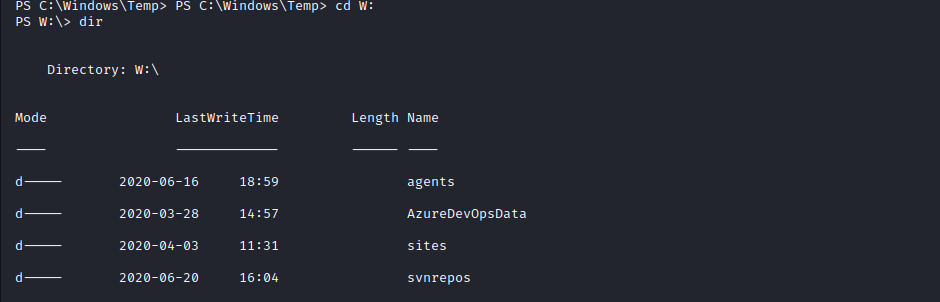 PS C:\Windows\Temp> PS C:\Windows\Temp> cd W:
PS W:\> dir
Directory: W:\
Mode LastWriteTime Length Name
---- ------------- ------ ----
d----- 2020-06-16 18:59 agents
d----- 2020-03-28 14:57 AzureDevOpsData
d----- 2020-04-03 11:31 sites
d----- 2020-06-20 16:04 svnrepos